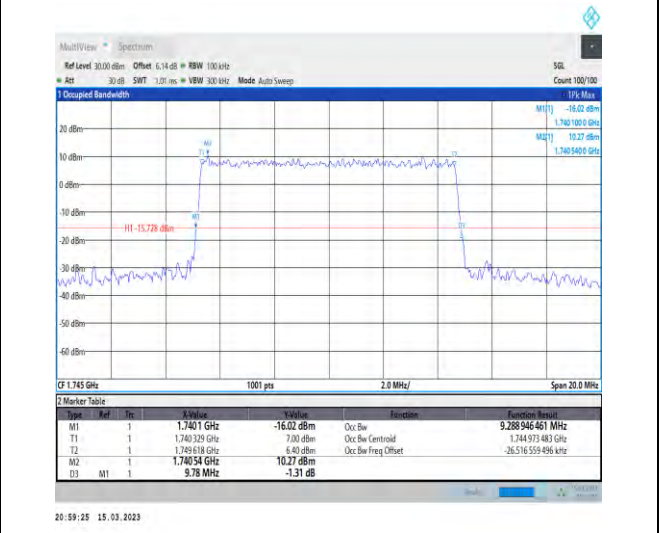 MultiView Spectrum
Ref Level 30.00 dBm Offset 6.14 dB RBW 100 kHz SGL
Att 30 dB SWT 1.01 ms VBW 300 kHz Mode Auto Sweep Count 100/100
1 Occupied Bandwidth 1Pk Max
M1[1] -16.02 dBm
1.740 100 0 GHz
20 dBm M2[1] 10.27 dBm
1.740 540 0 GHz
M2
T1 T2
10 dBm
0 dBm
-10 dBm
M1
H1 -15.728 dBm
D3
-20 dBm
-30 dBm
-40 dBm
-50 dBm
-60 dBm
CF 1.745 GHz 1001 pts 2.0 MHz/ Span 20.0 MHz
2 Marker Table
Type Ref Trc X-Value Y-Value Function Function Result
M1 1 1.7401 GHz -16.02 dBm Occ Bw 9.288 946 461 MHz
T1 1 1.740 329 GHz 7.00 dBm Occ Bw Centroid 1.744 973 483 GHz
T2 1 1.749 618 GHz 6.40 dBm Occ Bw Freq Offset -26.516 559 496 kHz
M2 1 1.740 54 GHz 10.27 dBm
D3 M1 1 9.78 MHz -1.31 dB
20:59:25 15.03.2023